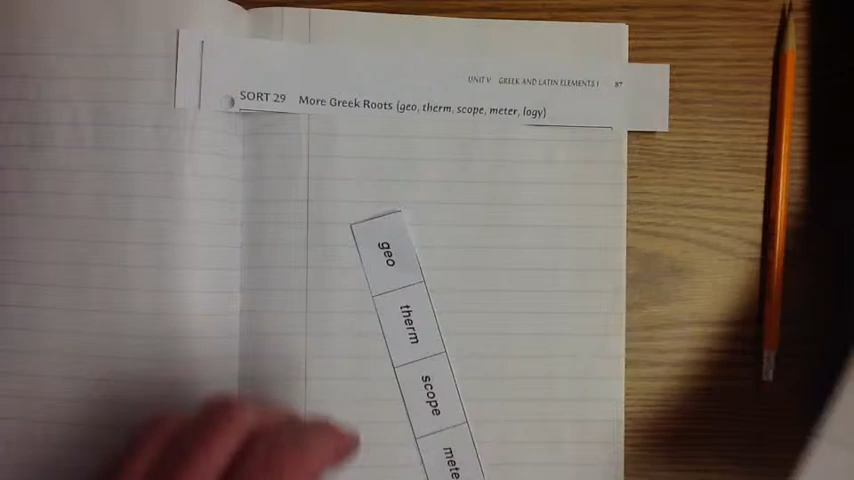 UNIT V GREEK AND LATIN ELEMENTS I 87
SORT 29 More Greek Roots (geo, therm, scope, meter, logy)
geo
therm
scope
mete